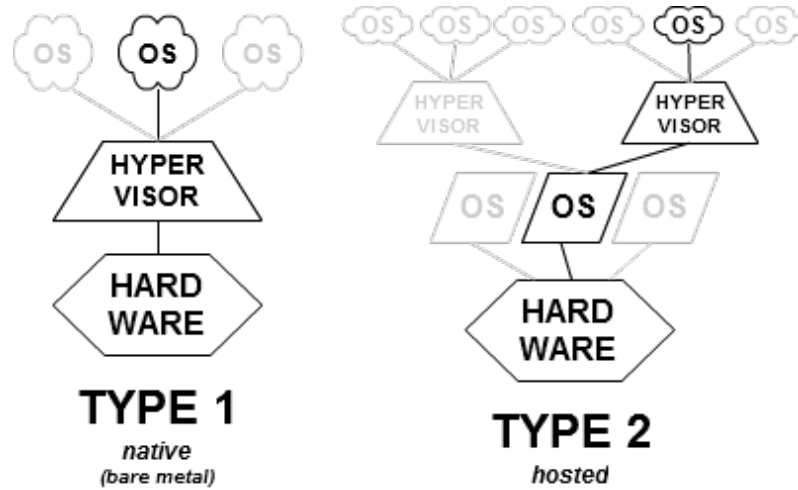 OS OS OS
HYPER
VISOR
HARD
WARE
TYPE 1
native
(bare metal)
OS OS OS OS OS OS
HYPER
VISOR
HYPER
VISOR
OS OS OS
HARD
WARE
TYPE 2
hosted